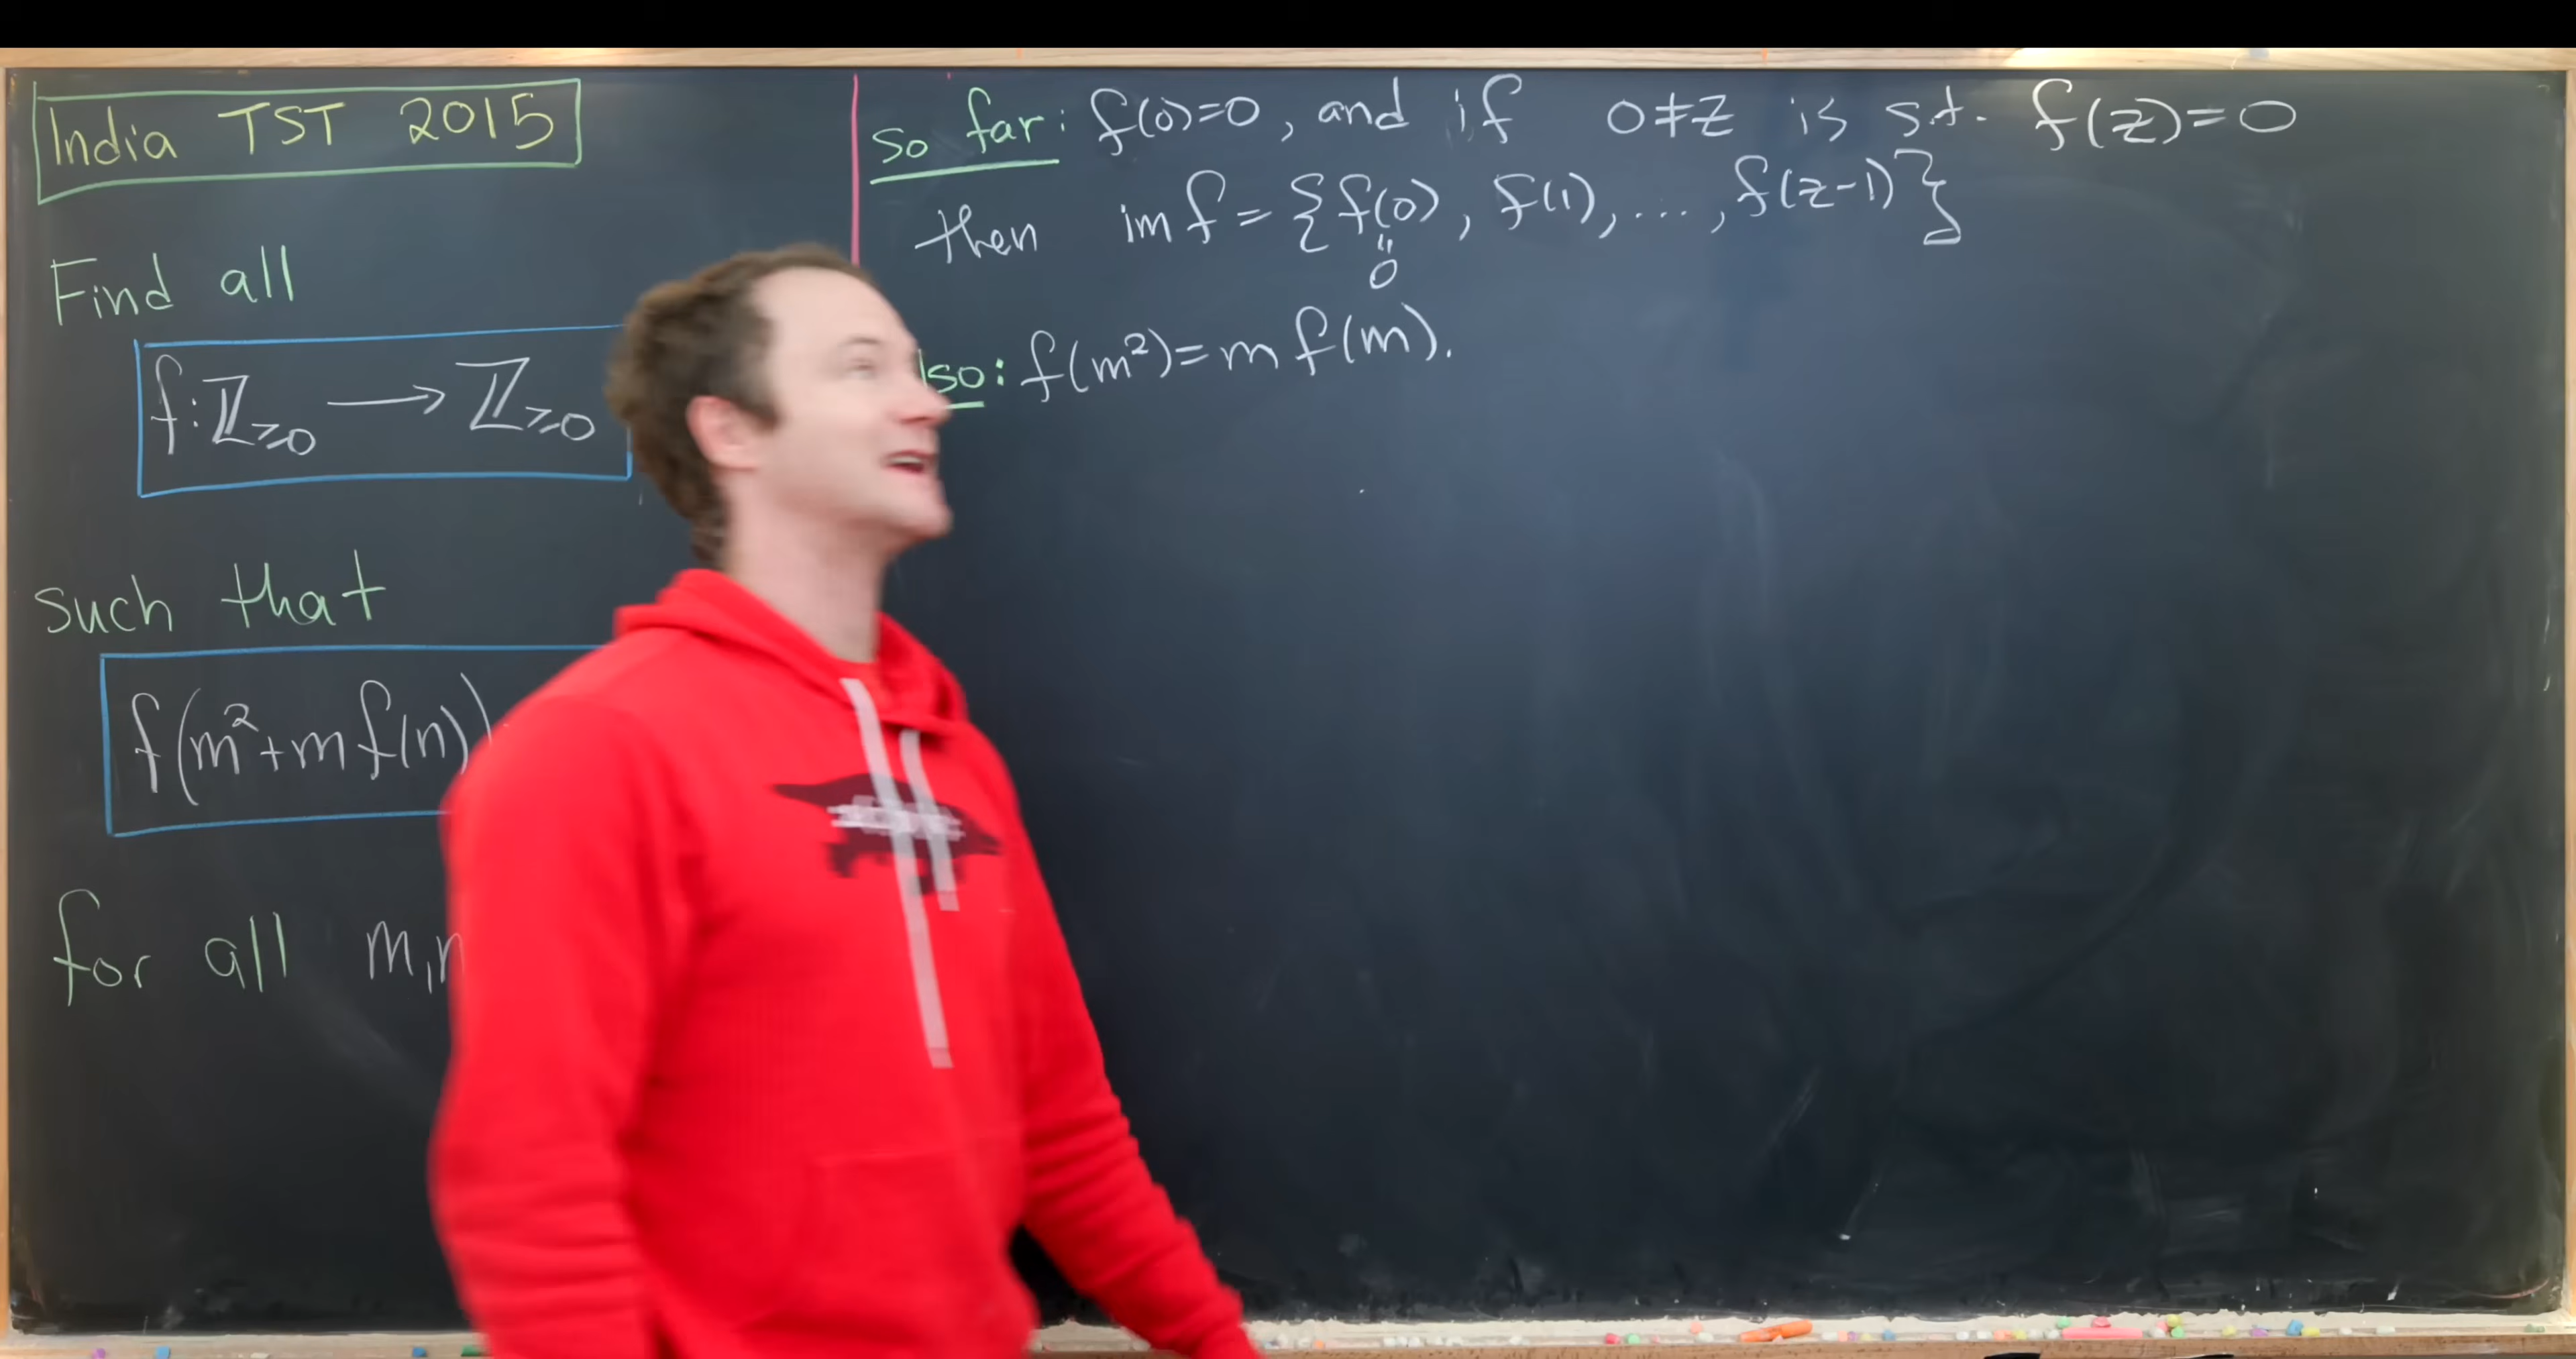 India TST 2015
Find all
f: ℤ≥0 → ℤ≥0
such that
f(m²+mf(n))
for all m,n
so far: f(0)=0, and if 0≠z is s.t. f(z)=0
then im f = {f(0), f(1), ..., f(z-1)}
"
0
lso: f(m²)=m f(m).